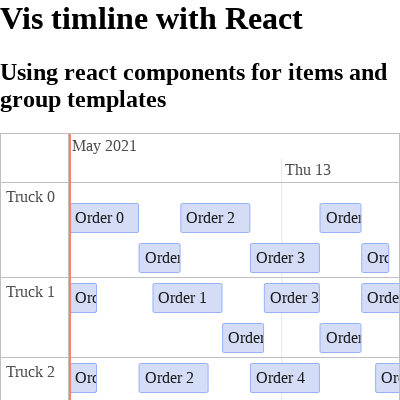 Vis timline with React
Using react components for items and
group templates
May 2021
Thu 13
Truck 0
Order 0
Order 2
Order
Order
Order 3
Orc
Truck 1
Orc
Order 1
Order 3
Orde
Order
Order
Truck 2
Orc
Order 2
Order 4
Or